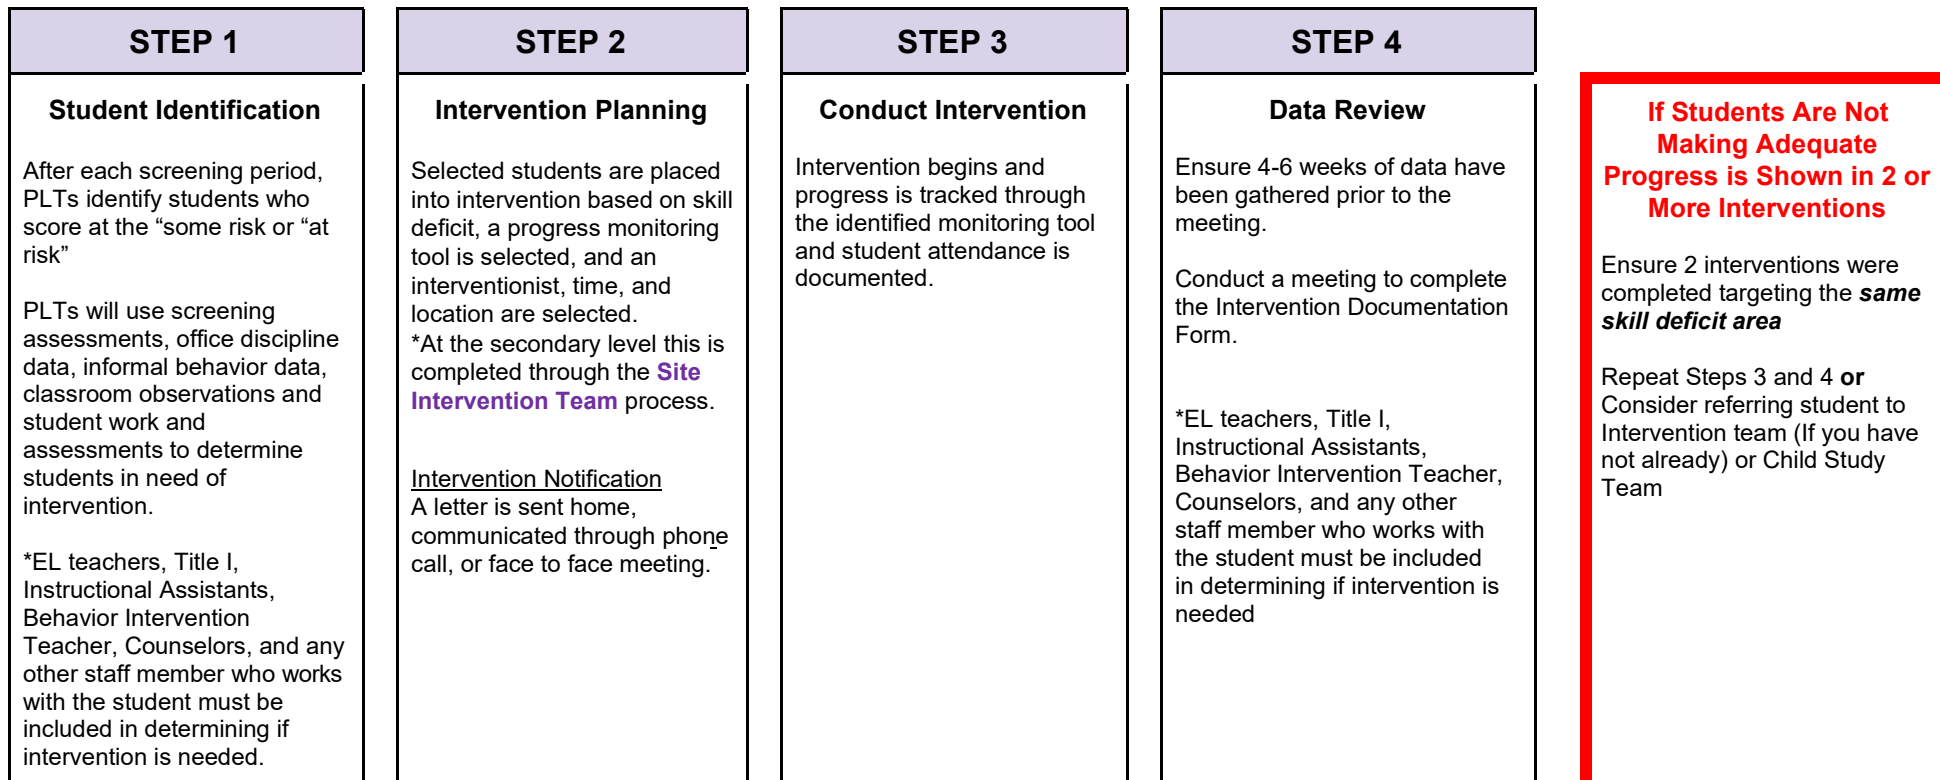 STEP 1
Student Identification
After each screening period,
PLTs identify students who
score at the “some risk or “at
risk”
PLTs will use screening
assessments, office discipline
data, informal behavior data,
classroom observations and
student work and
assessments to determine
students in need of
intervention.
*EL teachers, Title I,
Instructional Assistants,
Behavior Intervention
Teacher, Counselors, and any
other staff member who works
with the student must be
included in determining if
intervention is needed.
STEP 2
Intervention Planning
Selected students are placed
into intervention based on skill
deficit, a progress monitoring
tool is selected, and an
interventionist, time, and
location are selected.
*At the secondary level this is
completed through the Site
Intervention Team process.
Intervention Notification
A letter is sent home,
communicated through phone
call, or face to face meeting.
STEP 3
Conduct Intervention
Intervention begins and
progress is tracked through
the identified monitoring tool
and student attendance is
documented.
STEP 4
Data Review
Ensure 4-6 weeks of data have
been gathered prior to the
meeting.
Conduct a meeting to complete
the Intervention Documentation
Form.
*EL teachers, Title I,
Instructional Assistants,
Behavior Intervention Teacher,
Counselors, and any other
staff member who works with
the student must be included
in determining if intervention is
needed
If Students Are Not
Making Adequate
Progress is Shown in 2 or
More Interventions
Ensure 2 interventions were
completed targeting the same
skill deficit area
Repeat Steps 3 and 4 or
Consider referring student to
Intervention team (If you have
not already) or Child Study
Team